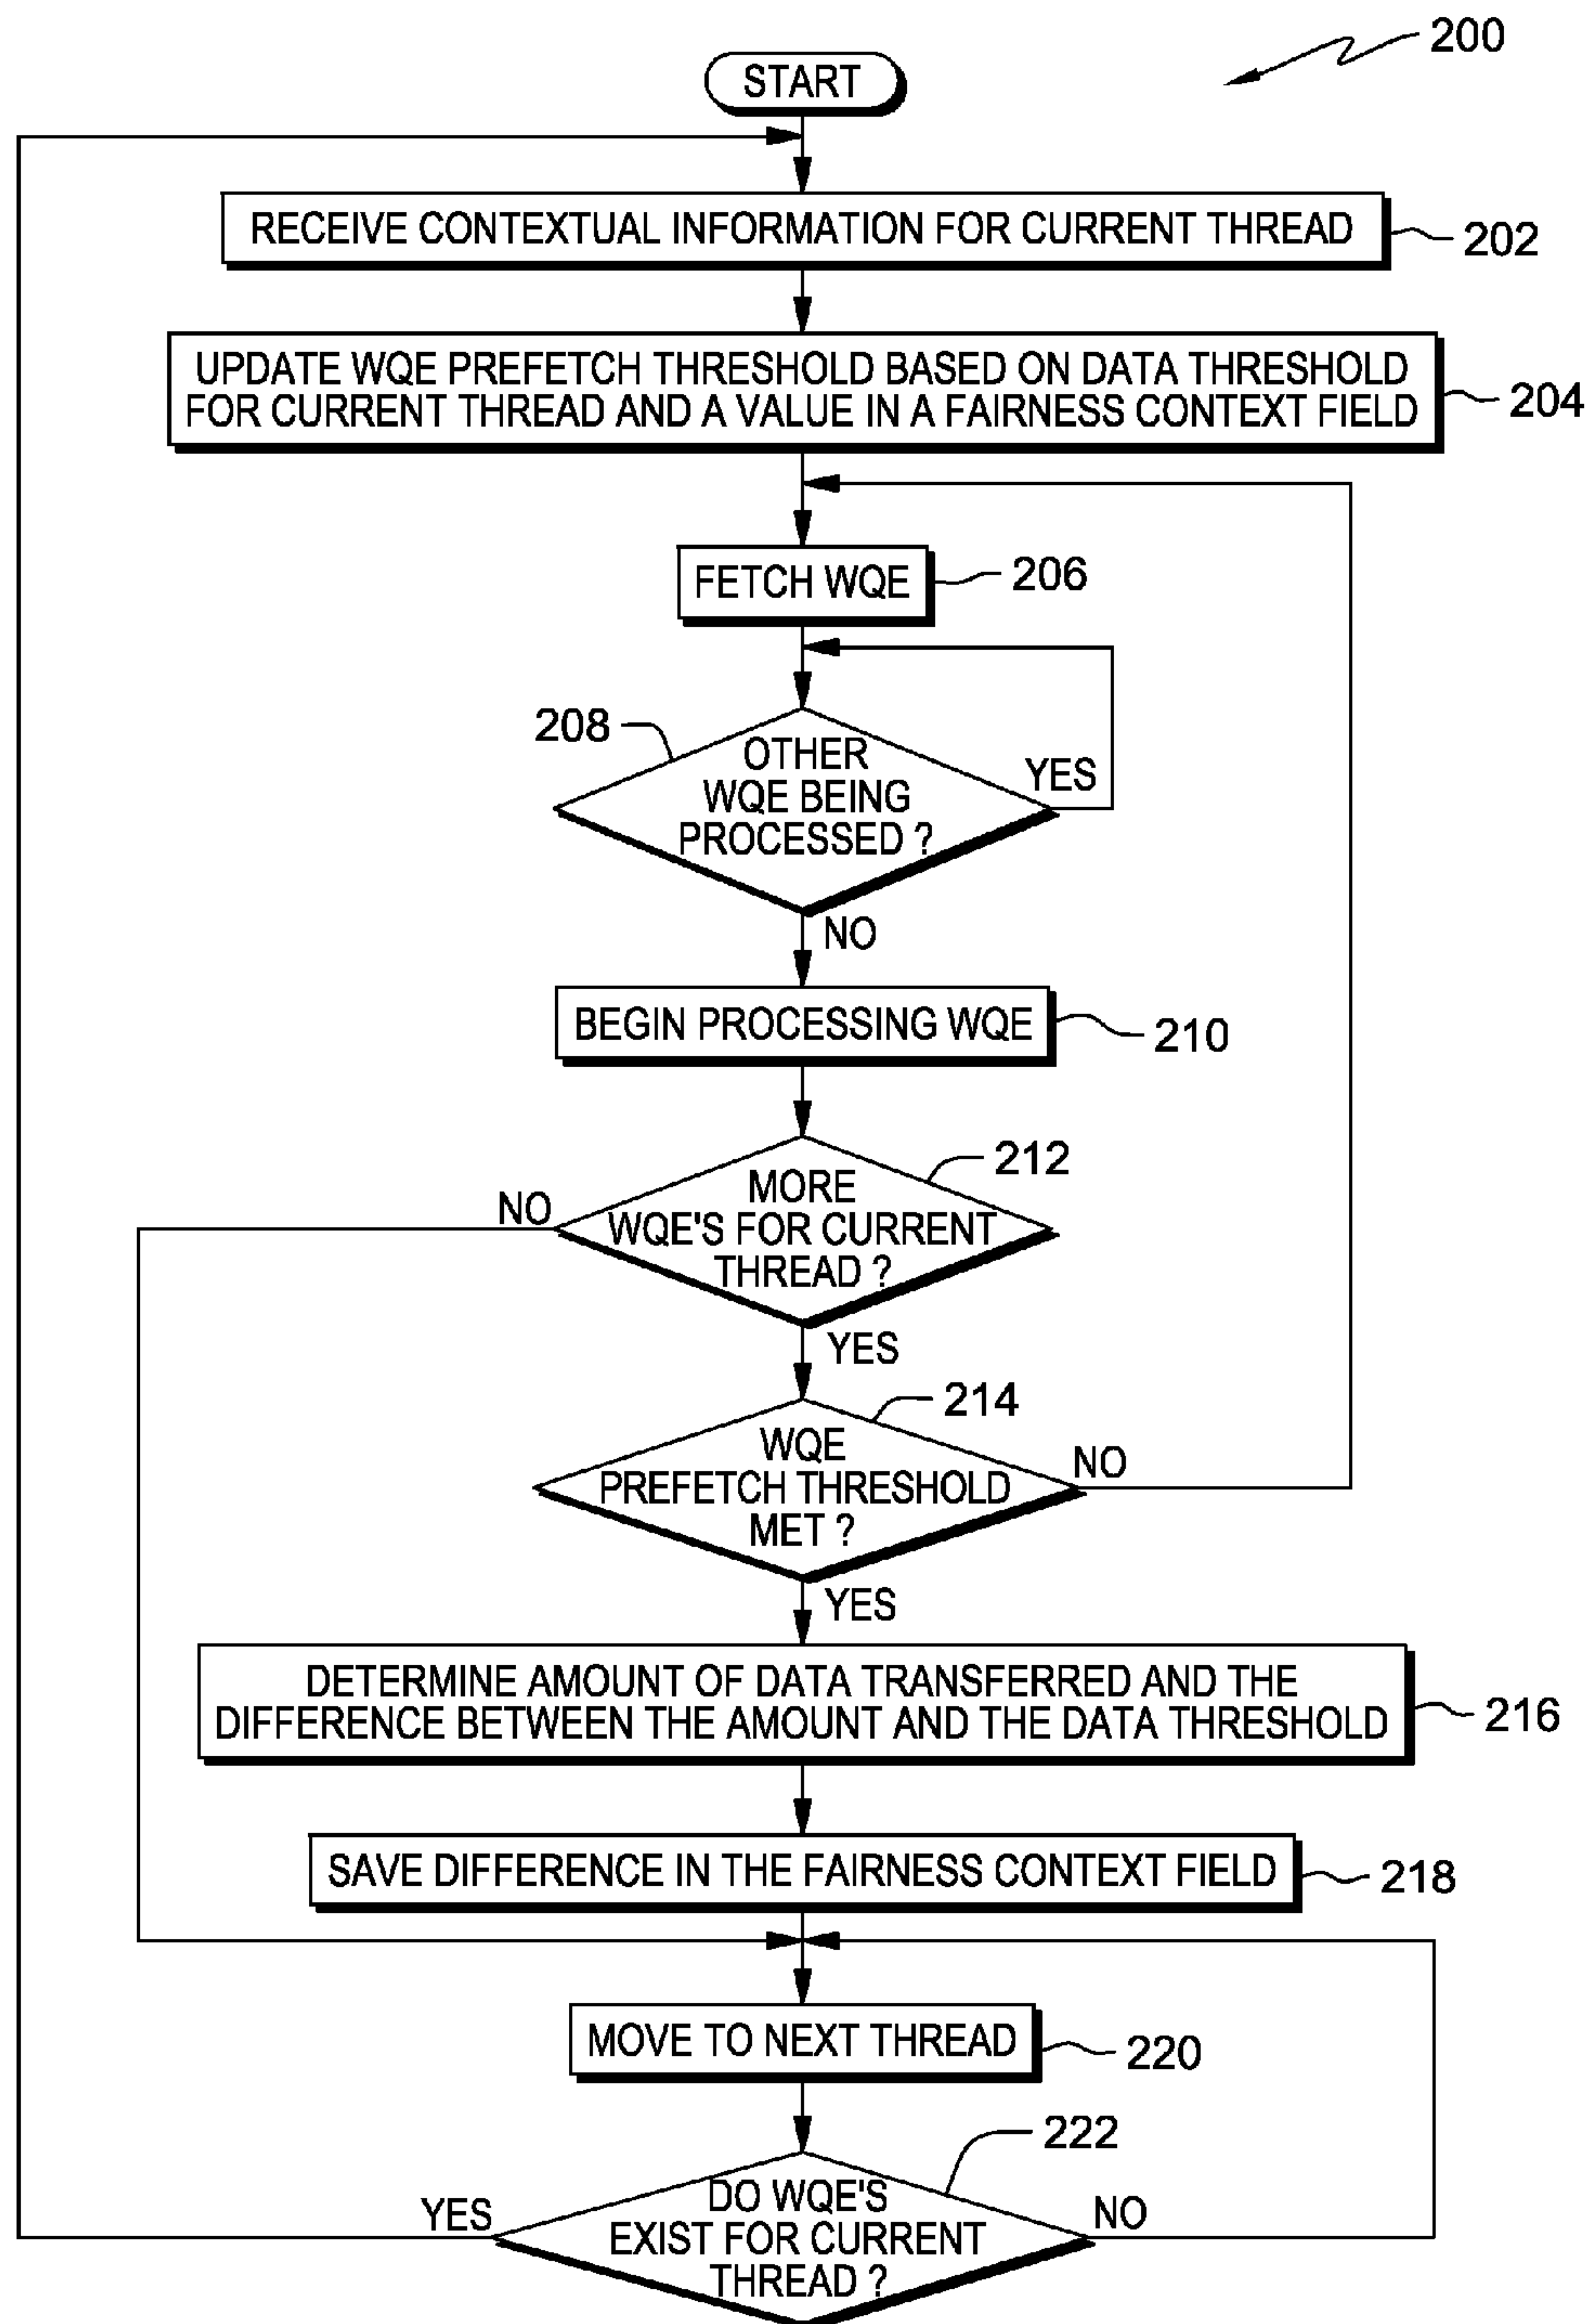 200
START
RECEIVE CONTEXTUAL INFORMATION FOR CURRENT THREAD
202
UPDATE WQE PREFETCH THRESHOLD BASED ON DATA THRESHOLD
FOR CURRENT THREAD AND A VALUE IN A FAIRNESS CONTEXT FIELD
204
FETCH WQE
206
208
OTHER
WQE BEING
PROCESSED ?
YES
NO
BEGIN PROCESSING WQE
210
212
MORE
WQE'S FOR CURRENT
THREAD ?
NO
YES
214
WQE
PREFETCH THRESHOLD
MET ?
NO
YES
DETERMINE AMOUNT OF DATA TRANSFERRED AND THE
DIFFERENCE BETWEEN THE AMOUNT AND THE DATA THRESHOLD
216
SAVE DIFFERENCE IN THE FAIRNESS CONTEXT FIELD
218
MOVE TO NEXT THREAD
220
222
DO WQE'S
EXIST FOR CURRENT
THREAD ?
YES
NO